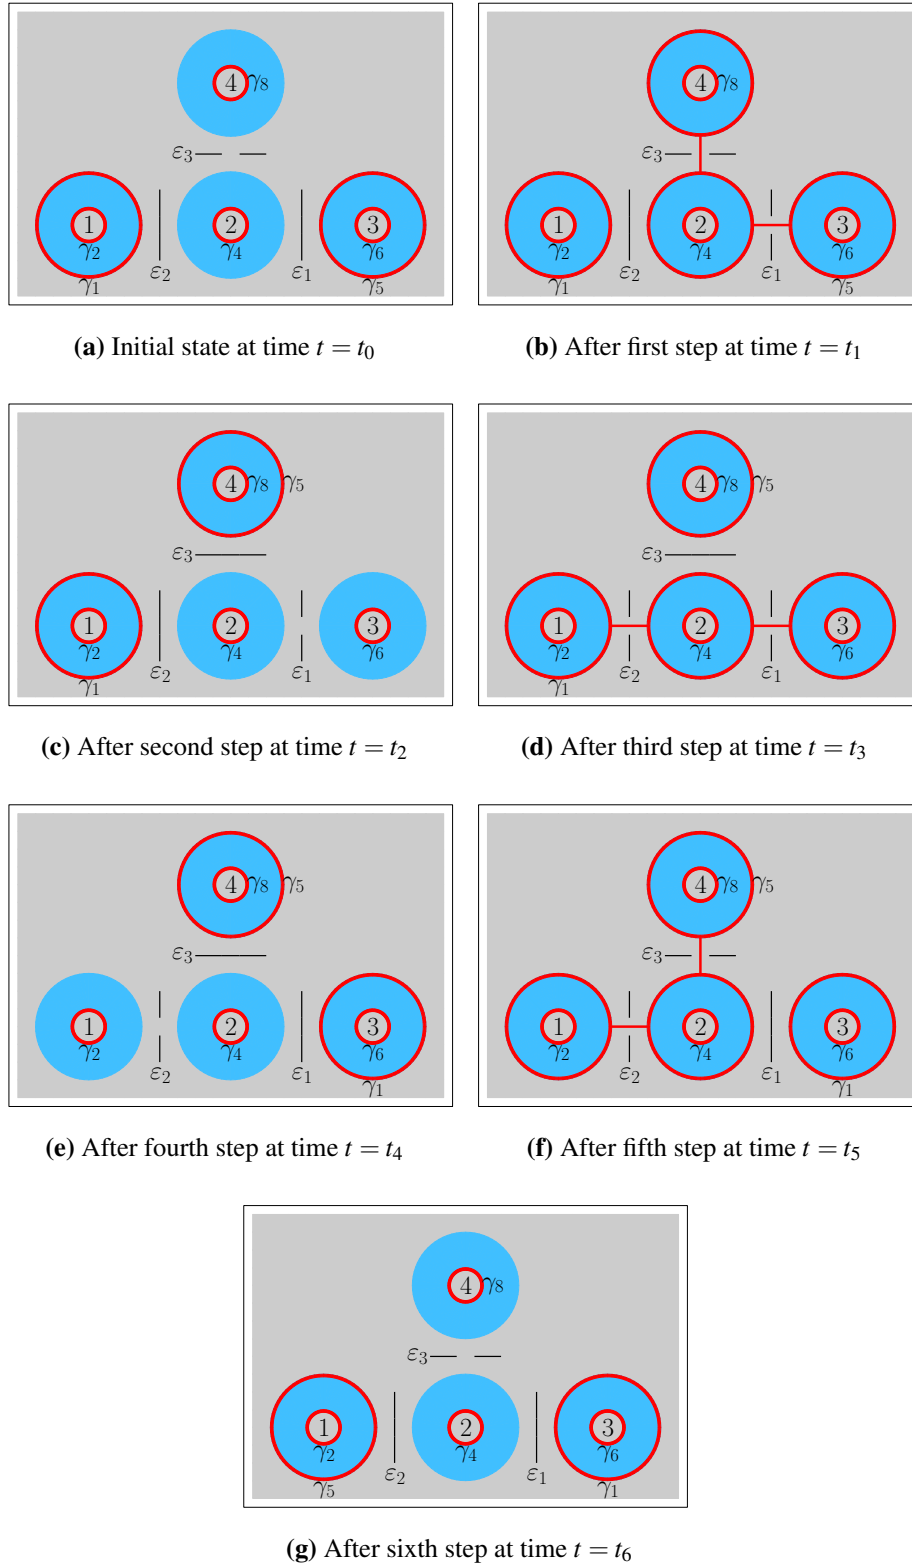 4 γ8 4 γ8
ε3 ε3
1 2 3 1 2 3
γ2 γ4 γ6 γ2 γ4 γ6
γ1 ε2 ε1 γ5 γ1 ε2 ε1 γ5
(a) Initial state at time t = t0 (b) After first step at time t = t1
4 γ8 γ5 4 γ8 γ5
ε3 ε3
1 2 3 1 2 3
γ2 γ4 γ6 γ2 γ4 γ6
γ1 ε2 ε1 γ1 ε2 ε1
(c) After second step at time t = t2 (d) After third step at time t = t3
4 γ8 γ5 4 γ8 γ5
ε3 ε3
1 2 3 1 2 3
γ2 γ4 γ6 γ2 γ4 γ6
ε2 ε1 γ1 ε2 ε1 γ1
(e) After fourth step at time t = t4 (f) After fifth step at time t = t5
4 γ8
ε3
1 2 3
γ2 γ4 γ6
γ5 ε2 ε1 γ1
(g) After sixth step at time t = t6